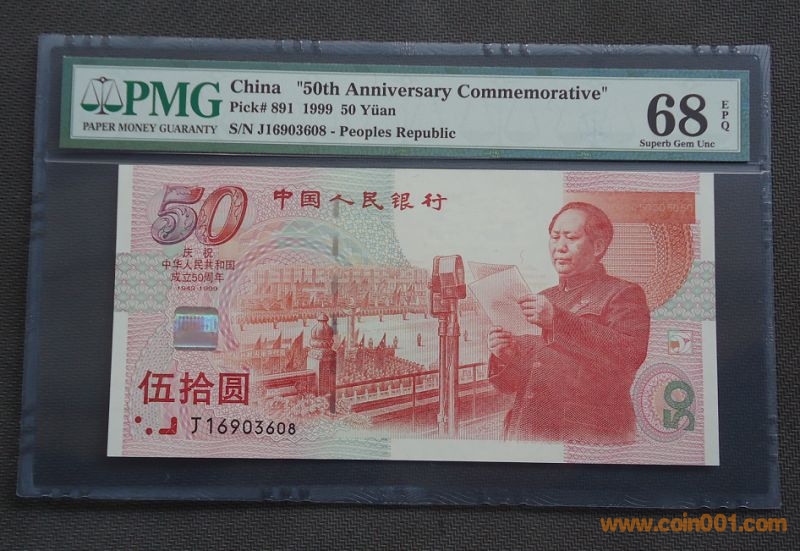 PMG
PAPER MONEY GUARANTY
China "50th Anniversary Commemorative"
Pick# 891 1999 50 Yüan
S/N J16903608 - Peoples Republic
68
EPQ
Superb Gem Unc
50
中国人民银行
庆祝
中华人民共和国
成立50周年
1949-1999
伍拾圆
J16903608
50
www.coin001.com